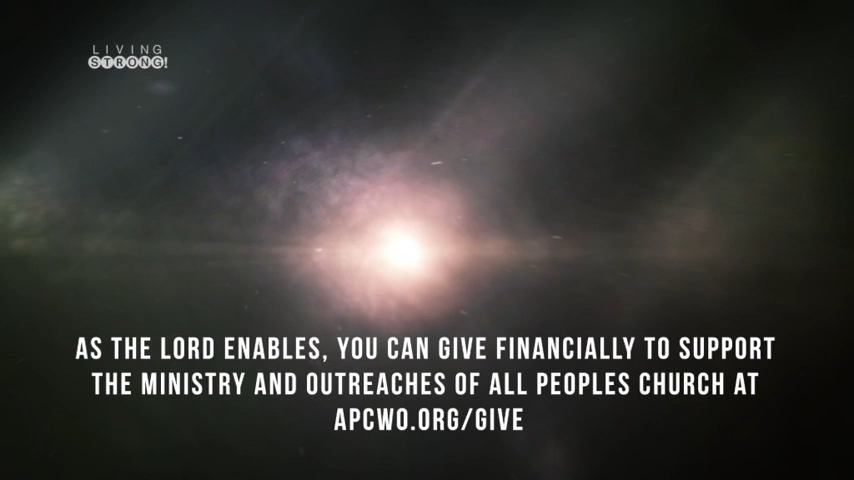 LIVING
STRONG!
AS THE LORD ENABLES, YOU CAN GIVE FINANCIALLY TO SUPPORT
THE MINISTRY AND OUTREACHES OF ALL PEOPLES CHURCH AT
APCWO.ORG/GIVE